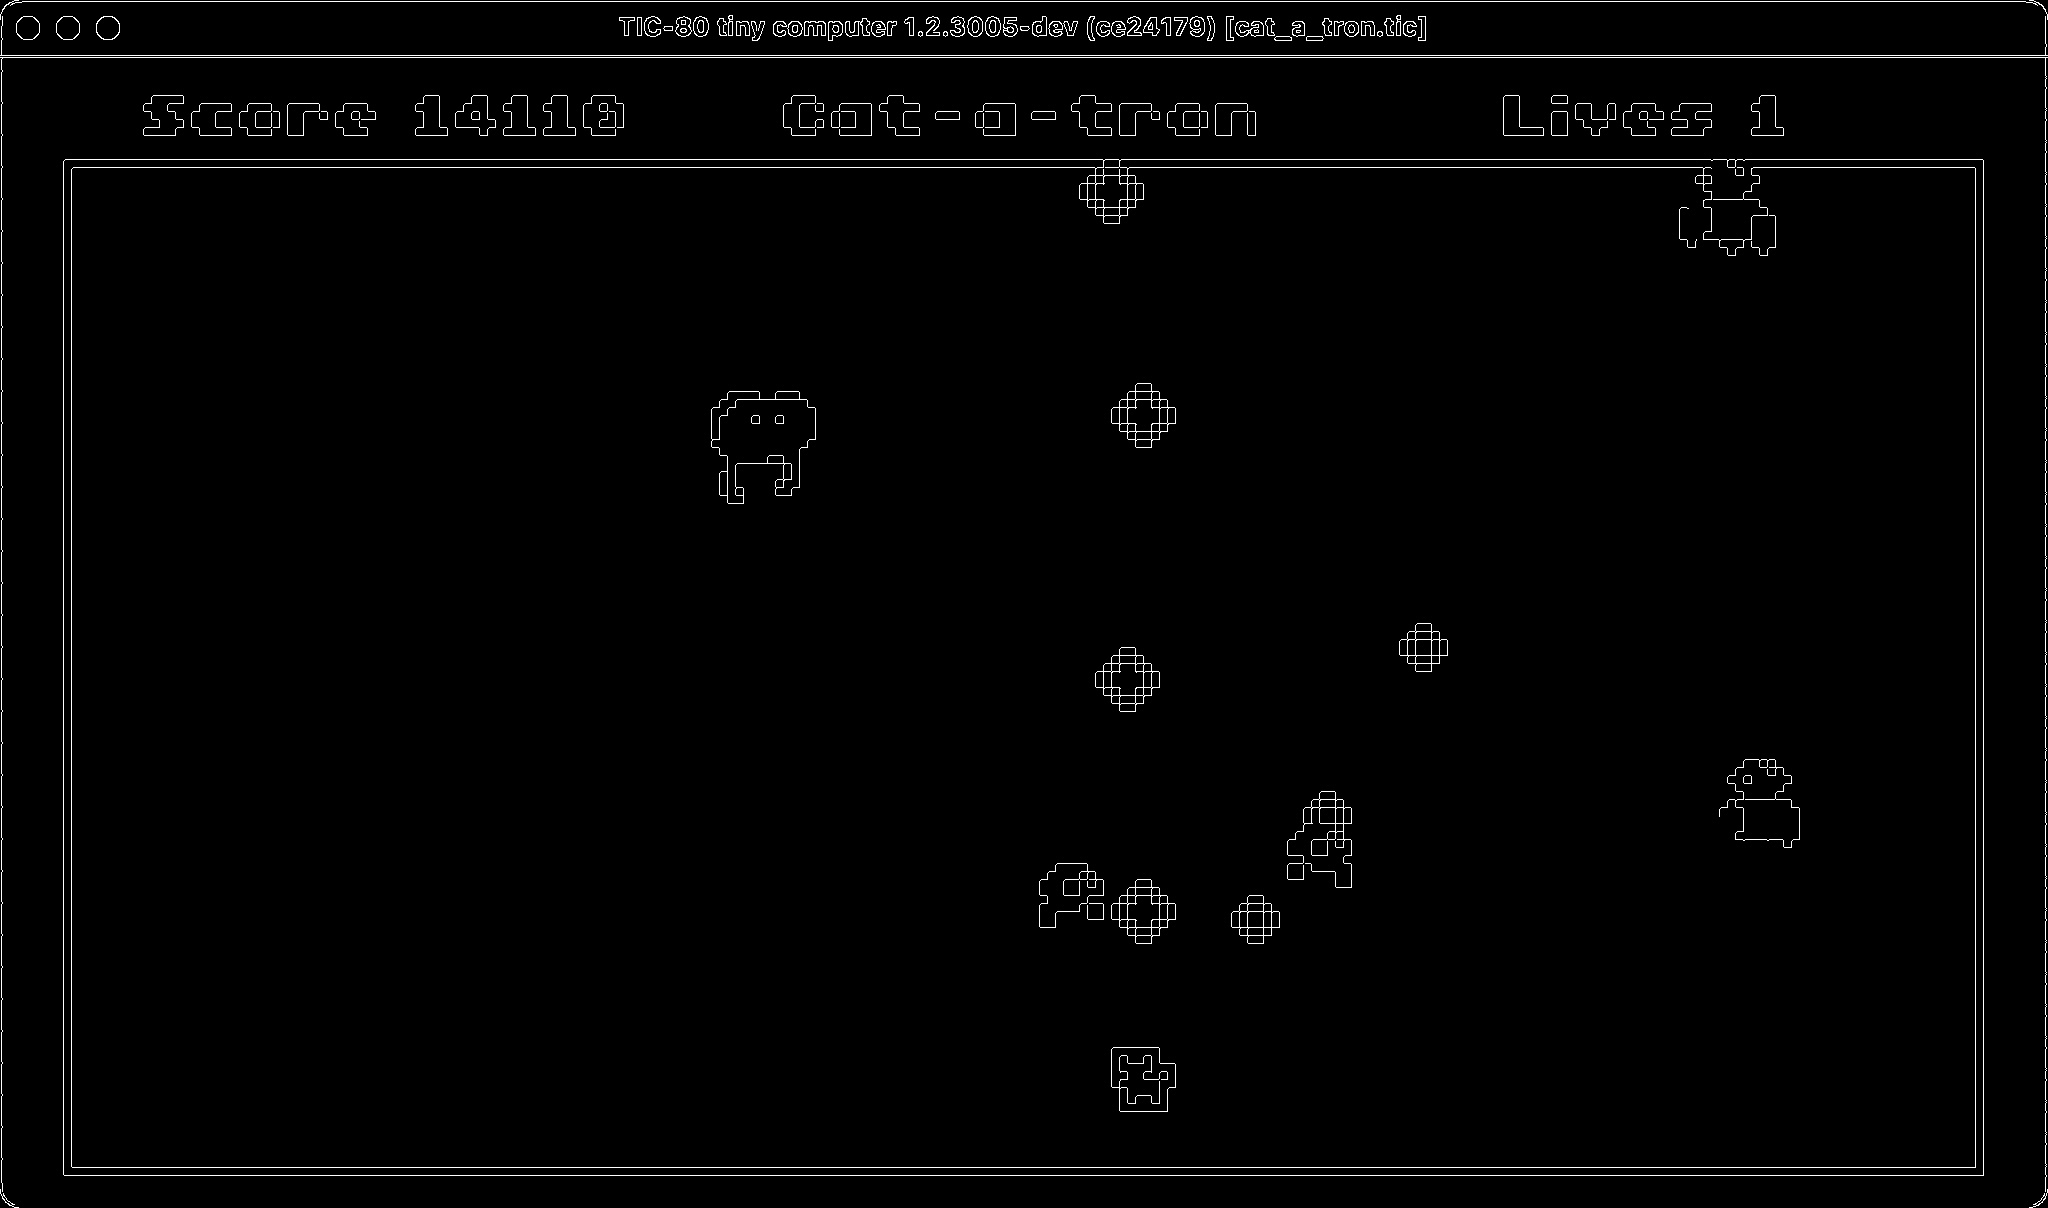 TIC-80 tiny computer 1.2.3005-dev (ce24179) [cat_a_tron.tic]
Score 14110 Cat-a-tron Lives 1